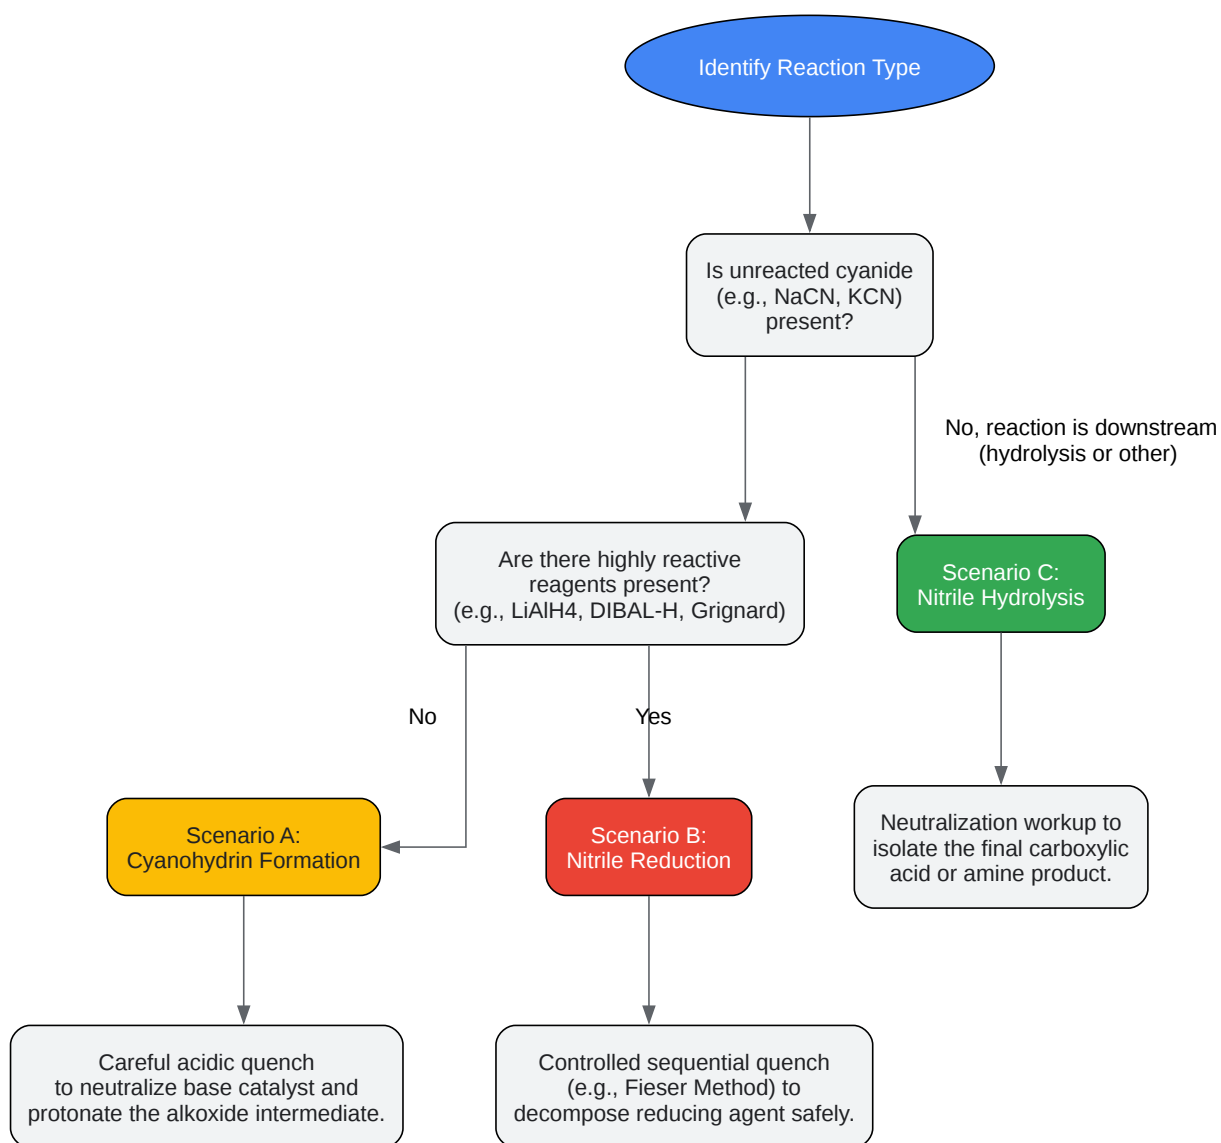 Identify Reaction Type
Is unreacted cyanide
(e.g., NaCN, KCN)
present?
No, reaction is downstream
(hydrolysis or other)
Are there highly reactive
reagents present?
(e.g., LiAlH4, DIBAL-H, Grignard)
Scenario C:
Nitrile Hydrolysis
No
Yes
Scenario A:
Cyanohydrin Formation
Scenario B:
Nitrile Reduction
Neutralization workup to
isolate the final carboxylic
acid or amine product.
Careful acidic quench
to neutralize base catalyst and
protonate the alkoxide intermediate.
Controlled sequential quench
(e.g., Fieser Method) to
decompose reducing agent safely.